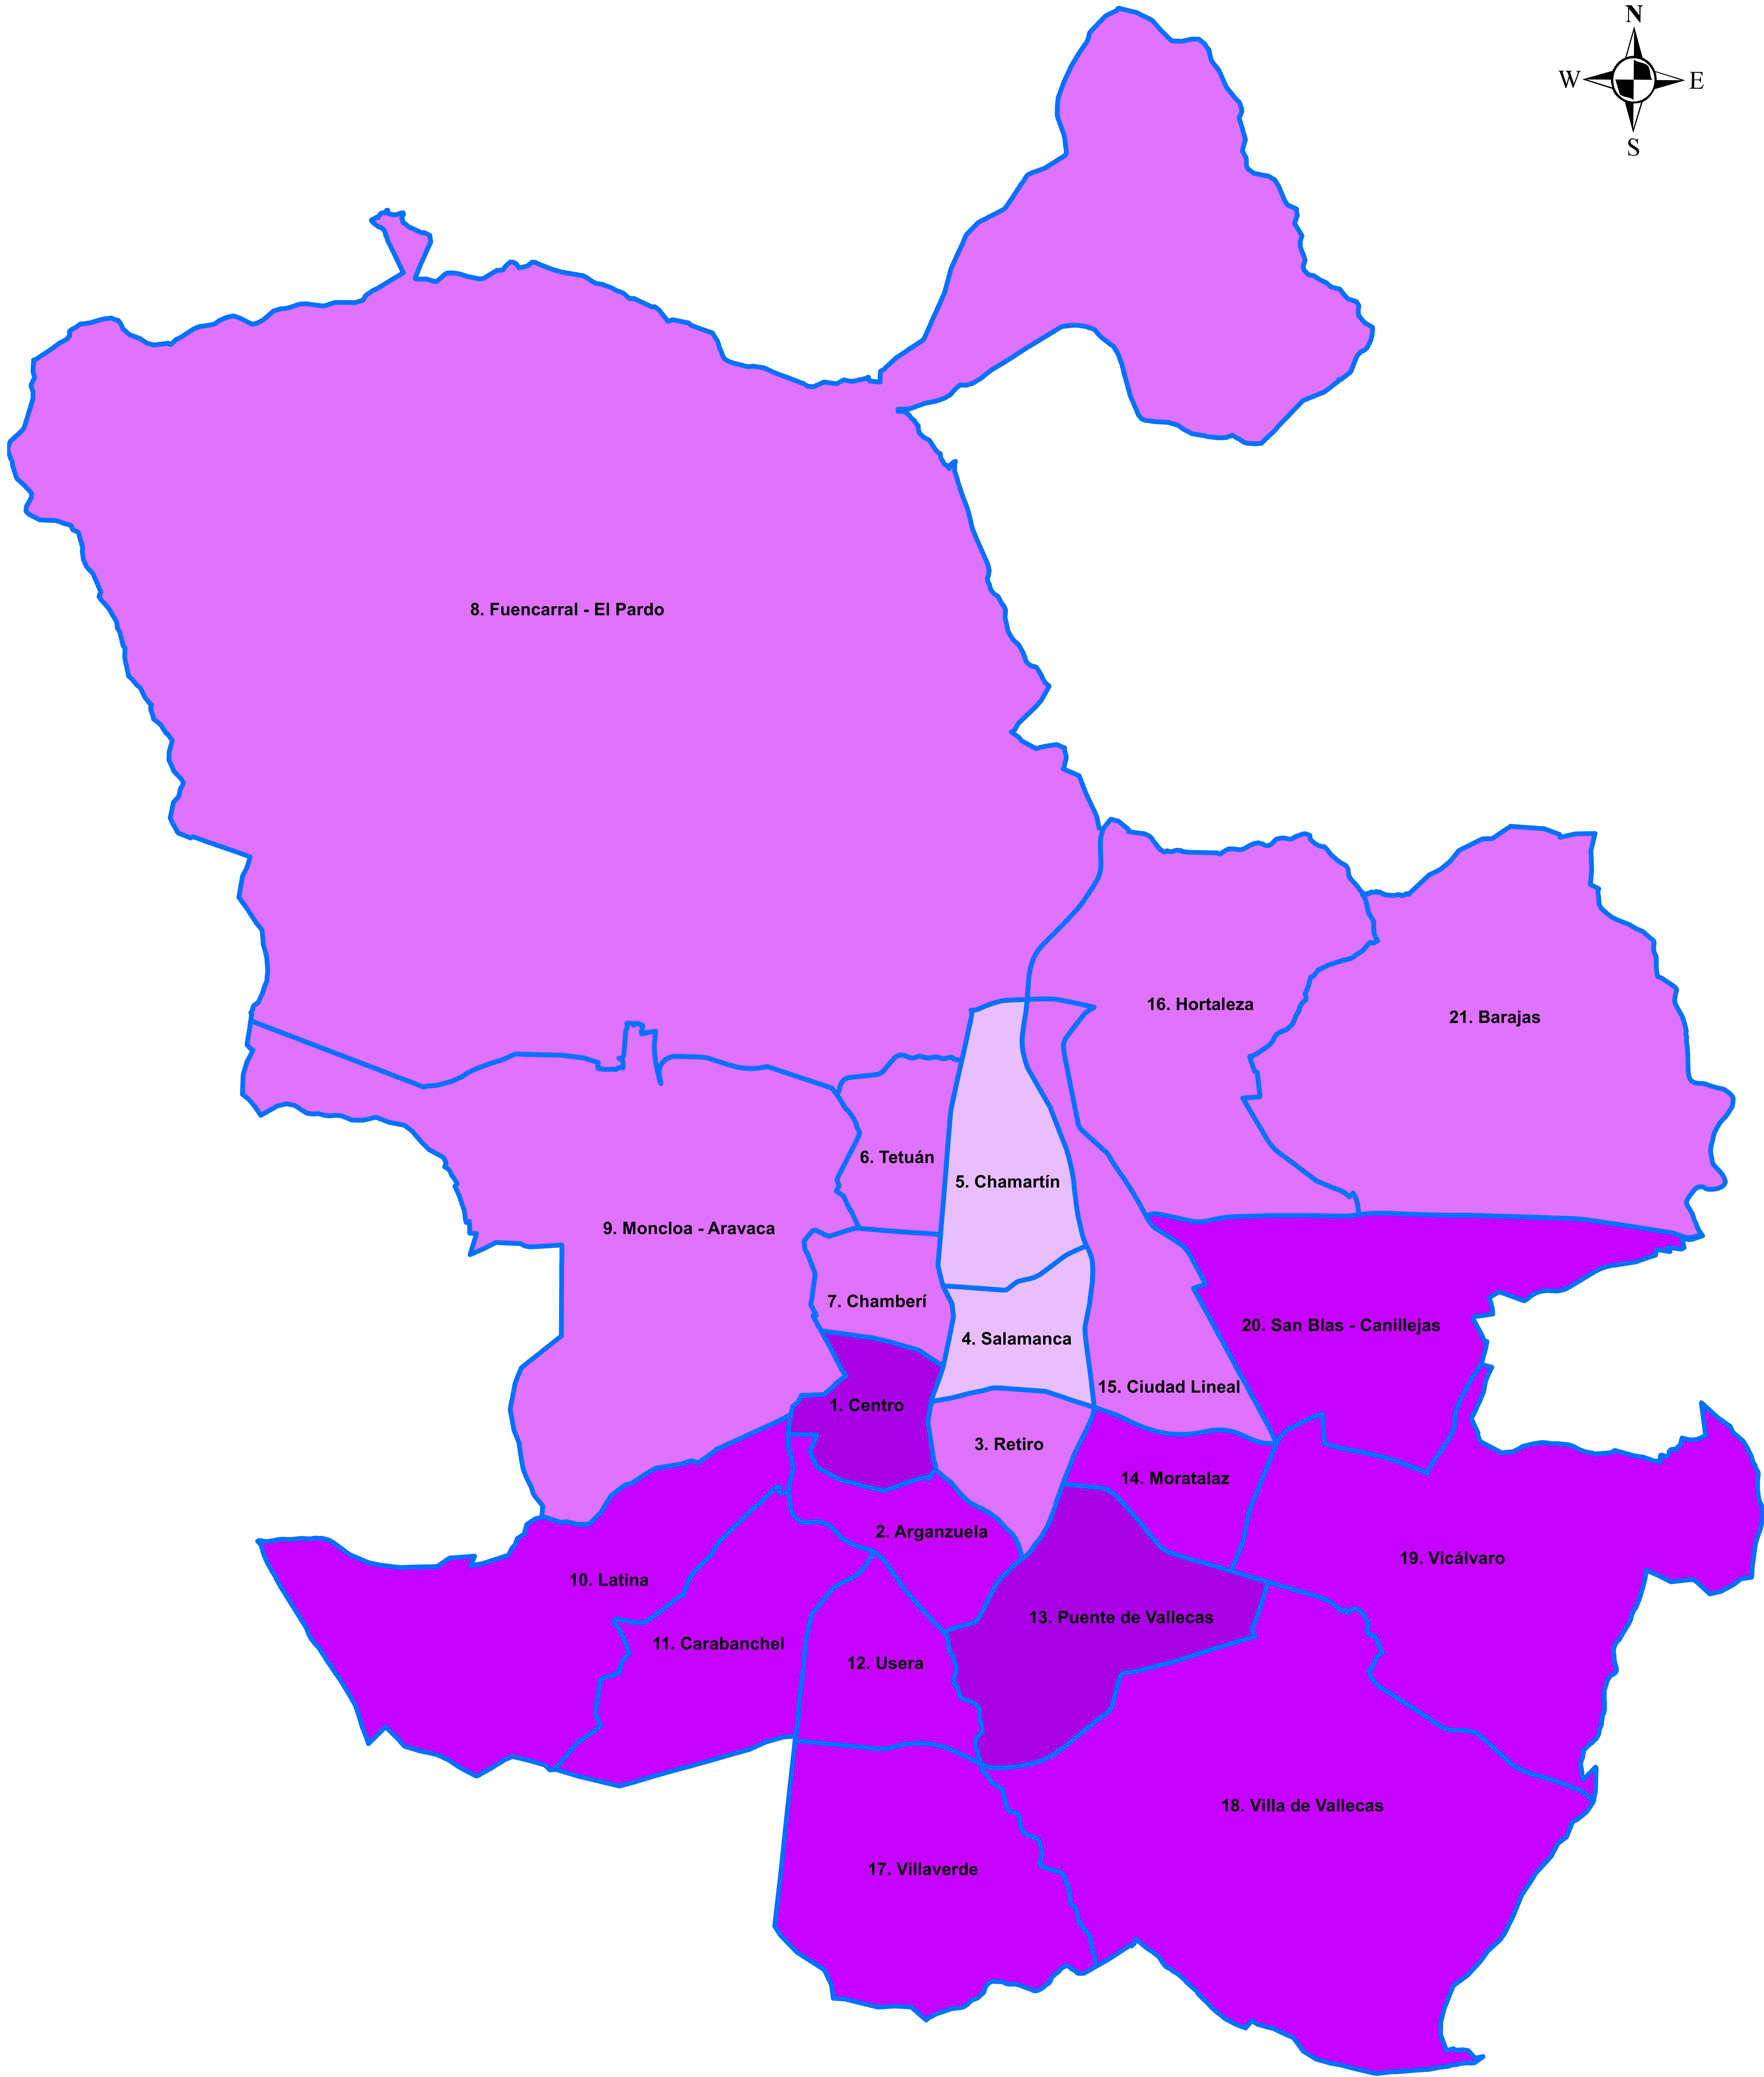 N
W E
S
8. Fuencarral - El Pardo
16. Hortaleza
21. Barajas
6. Tetuán
5. Chamartín
9. Moncloa - Aravaca
7. Chamberí
20. San Blas - Canillejas
4. Salamanca
15. Ciudad Lineal
1. Centro
3. Retiro
14. Moratalaz
2. Arganzuela
19. Vicálvaro
10. Latina
13. Puente de Vallecas
11. Carabanchel
12. Usera
18. Villa de Vallecas
17. Villaverde